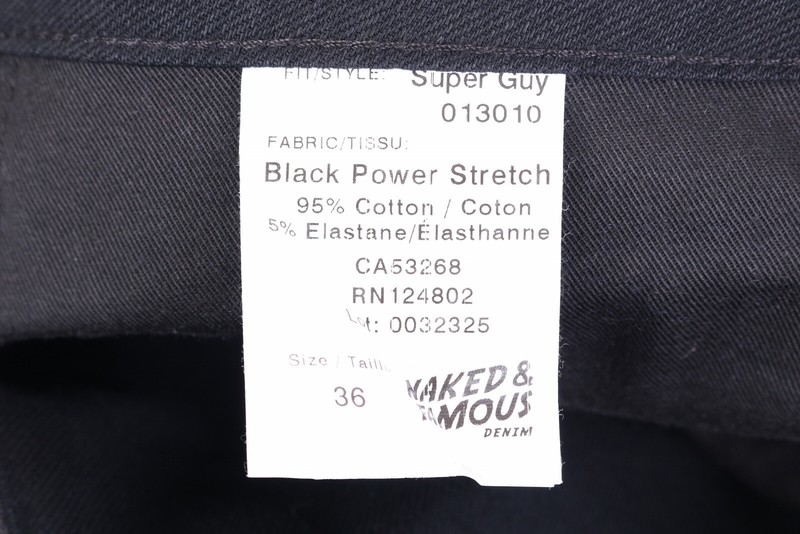 FIT/STYLE: Super Guy
013010
FABRIC/TISSU:
Black Power Stretch
95% Cotton / Coton
5% Elastane/Élasthanne
CA53268
RN124802
Lot: 0032325
Size / Taille
36
NAKED &
FAMOUS
DENIM